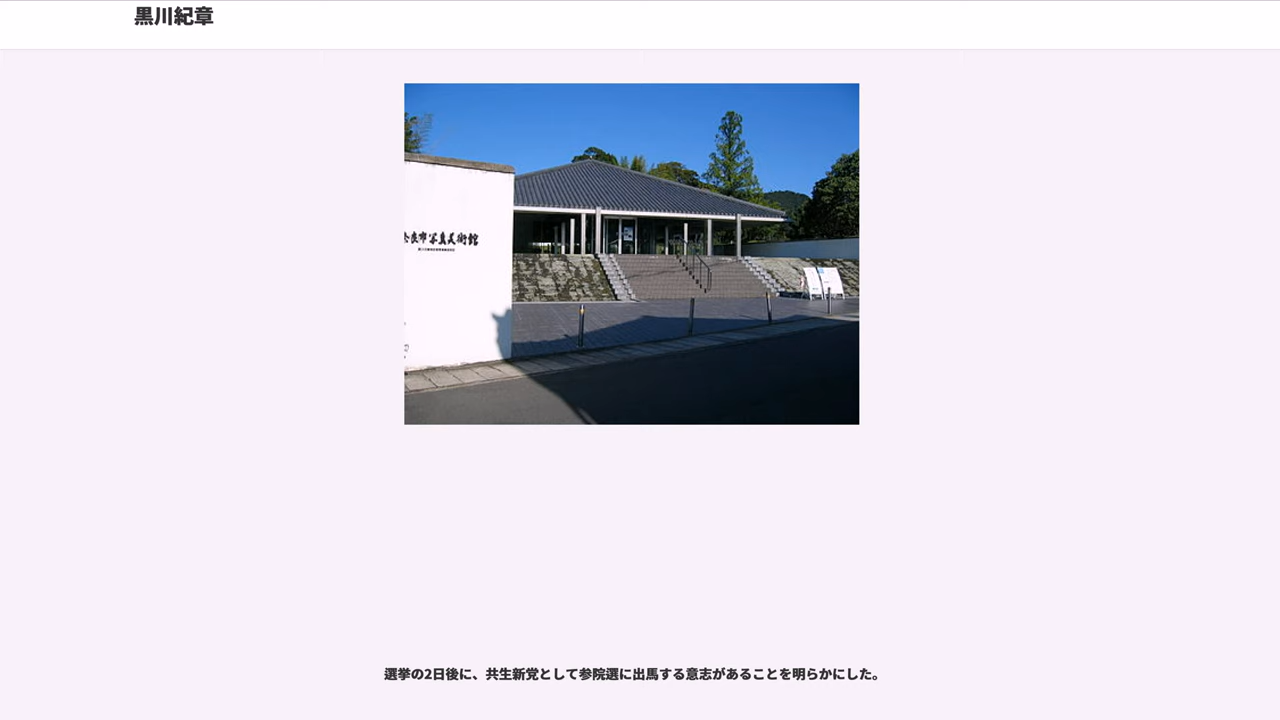 黒川紀章
奈良市写真美術館
選挙の2日後に、共生新党として参院選に出馬する意志があることを明らかにした。